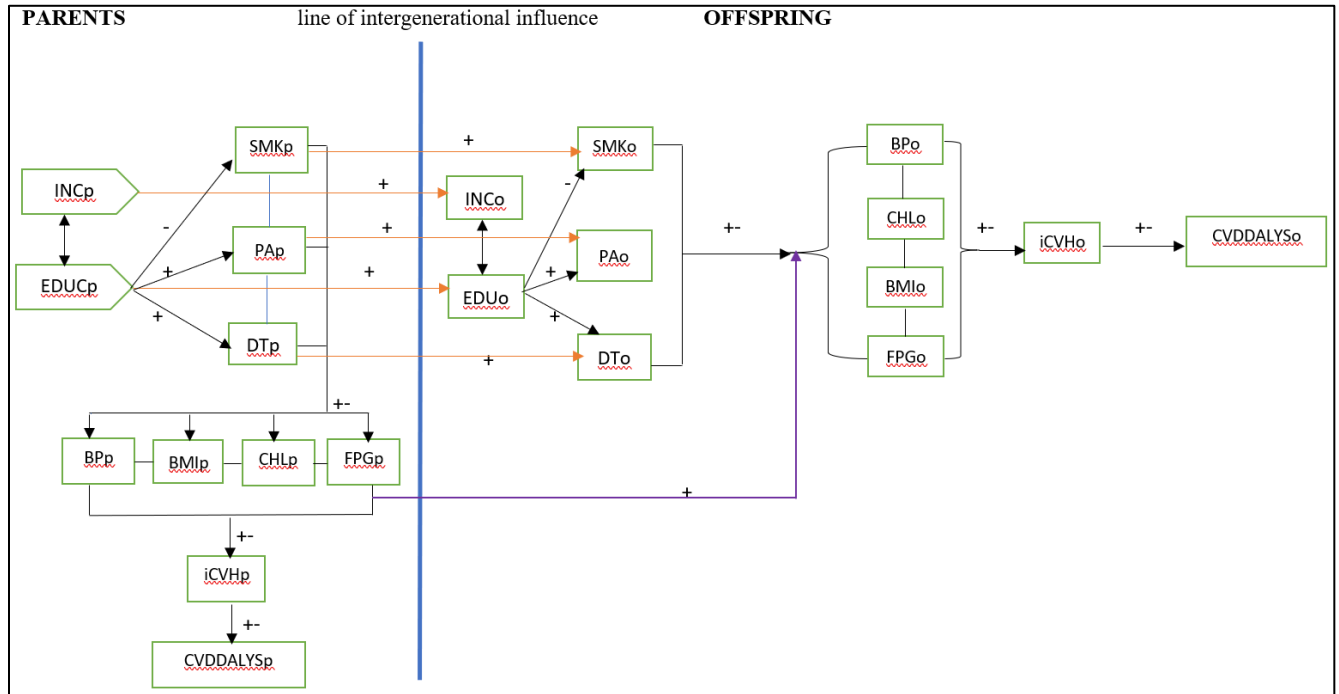 PARENTS line of intergenerational influence OFFSPRING
SMKp
+
SMKo
BPo
INCp
+
INCo
-
CHLo
-
PAp
+
PAo
+-
+-
iCVHo
+-
CVDDALYSo
EDUCp
+
+
EDUo
+
BMIo
+
+
DTp
+
DTo
FPGo
+-
BPp
BMIp
CHLp
FPGp
+
+-
iCVHp
+-
CVDDALYSp